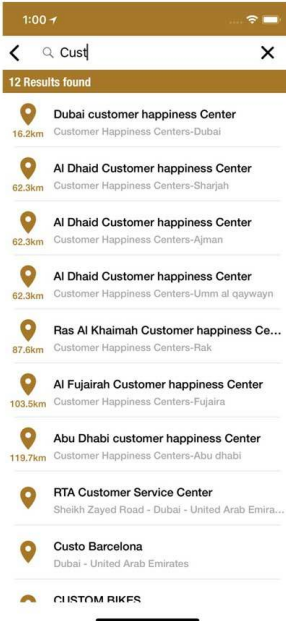 1:00
Cust
12 Results found
Dubai customer happiness Center
16.2km Customer Happiness Centers-Dubai
Al Dhaid Customer happiness Center
62.3km Customer Happiness Centers-Sharjah
Al Dhaid Customer happiness Center
62.3km Customer Happiness Centers-Ajman
Al Dhaid Customer happiness Center
62.3km Customer Happiness Centers-Umm al qaywayn
Ras Al Khaimah Customer happiness Ce...
87.6km Customer Happiness Centers-Rak
Al Fujairah Customer happiness Center
103.5km Customer Happiness Centers-Fujaira
Abu Dhabi customer happiness Center
119.7km Customer Happiness Centers-Abu dhabi
RTA Customer Service Center
Sheikh Zayed Road - Dubai - United Arab Emira...
Custo Barcelona
Dubai - United Arab Emirates
CUSTOM BIKES